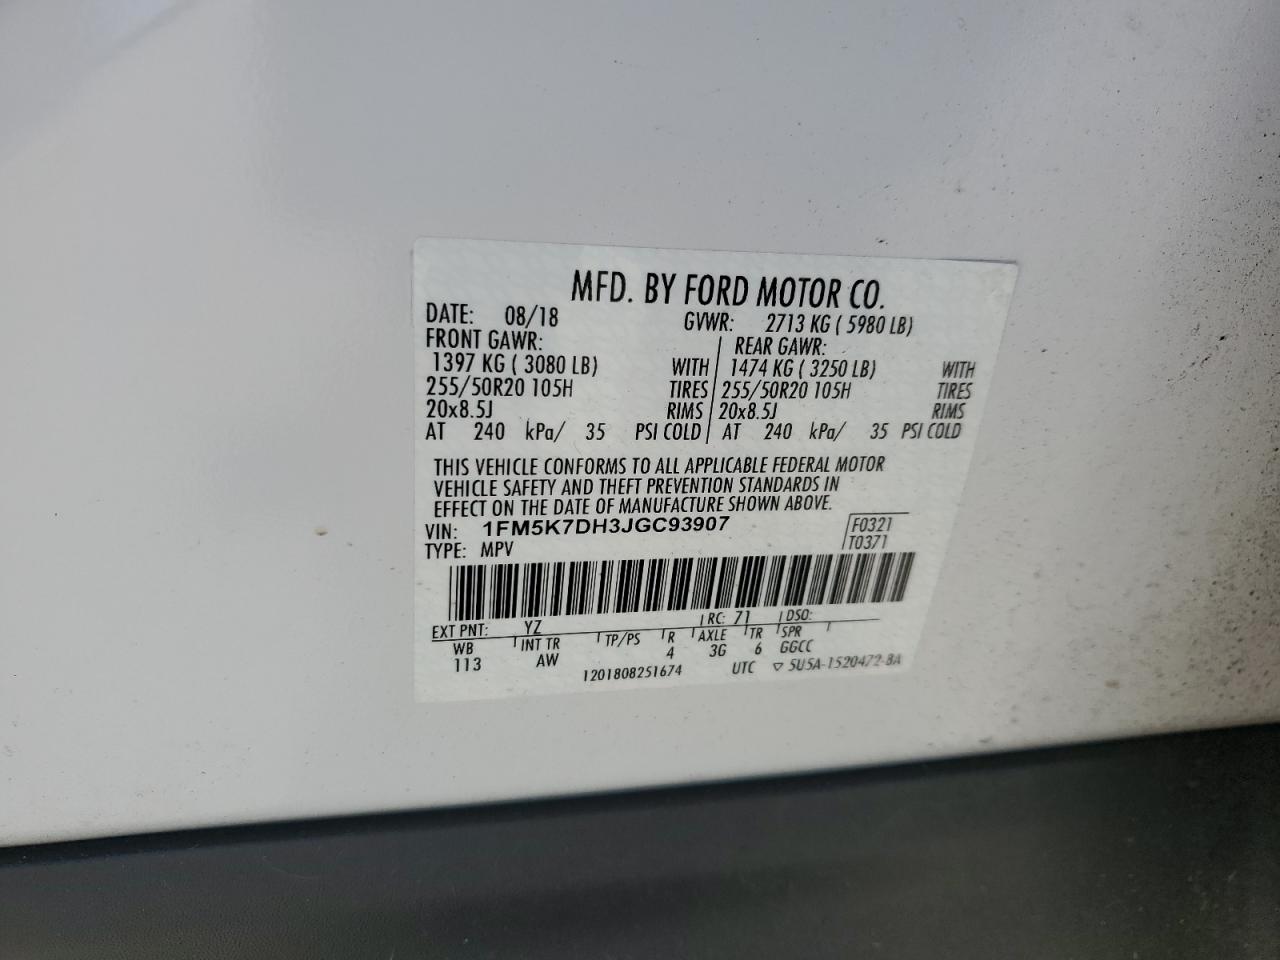 MFD. BY FORD MOTOR CO.
DATE: 08/18 GVWR: 2713 KG ( 5980 LB)
FRONT GAWR: REAR GAWR:
1397 KG ( 3080 LB) WITH 1474 KG ( 3250 LB) WITH
255/50R20 105H TIRES 255/50R20 105H TIRES
20x8.5J RIMS 20x8.5J RIMS
AT 240 kPa/ 35 PSI COLD AT 240 kPa/ 35 PSI COLD
THIS VEHICLE CONFORMS TO ALL APPLICABLE FEDERAL MOTOR
VEHICLE SAFETY AND THEFT PREVENTION STANDARDS IN
EFFECT ON THE DATE OF MANUFACTURE SHOWN ABOVE.
VIN: 1FM5K7DH3JGC93907 F0321
TYPE: MPV T0371
EXT PNT: YZ RC: 71 DSO:
WB INT TR TP/PS R AXLE TR SPR
113 AW 4 3G 6 GGCC
1201808251674 UTC ▽ 5U5A-1520472-BA